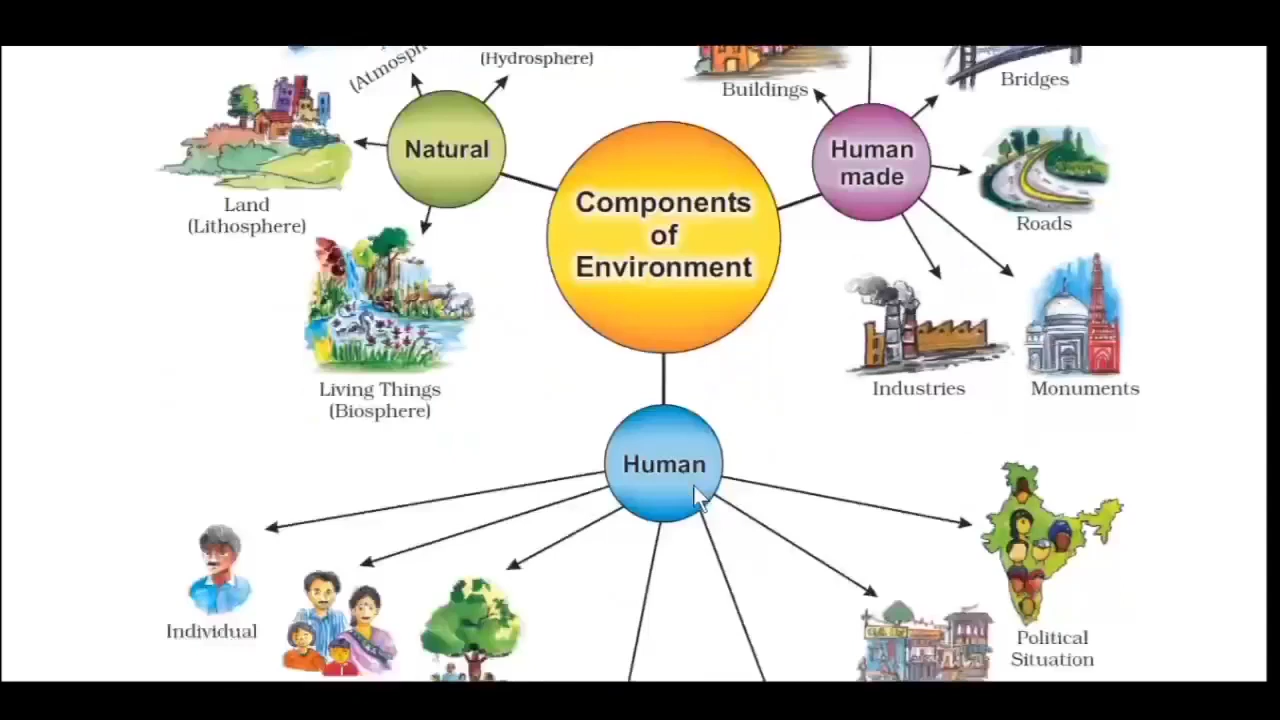 (Atmosph
(Hydrosphere)
Buildings
Bridges
Natural
Human
made
Land
(Lithosphere)
Components
of
Environment
Roads
Living Things
(Biosphere)
Industries
Monuments
Human
Individual
Political
Situation